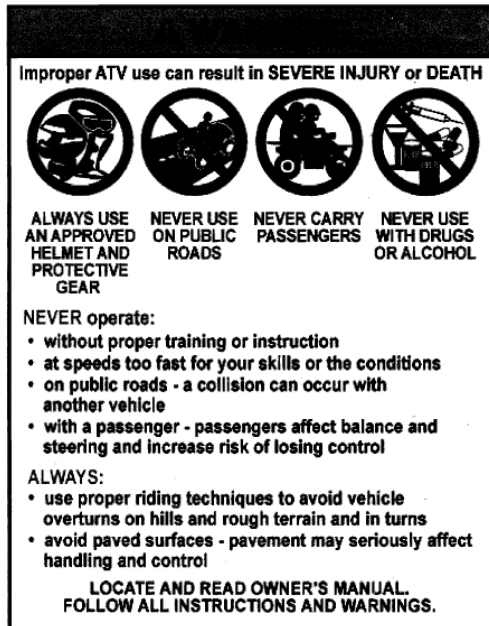 Improper ATV use can result in SEVERE INJURY or DEATH
ALWAYS USE
AN APPROVED
HELMET AND
PROTECTIVE
GEAR
NEVER USE
ON PUBLIC
ROADS
NEVER CARRY
PASSENGERS
NEVER USE
WITH DRUGS
OR ALCOHOL
NEVER operate:
• without proper training or instruction
• at speeds too fast for your skills or the conditions
• on public roads - a collision can occur with
another vehicle
• with a passenger - passengers affect balance and
steering and increase risk of losing control
ALWAYS:
• use proper riding techniques to avoid vehicle
overturns on hills and rough terrain and in turns
• avoid paved surfaces - pavement may seriously affect
handling and control
LOCATE AND READ OWNER'S MANUAL.
FOLLOW ALL INSTRUCTIONS AND WARNINGS.